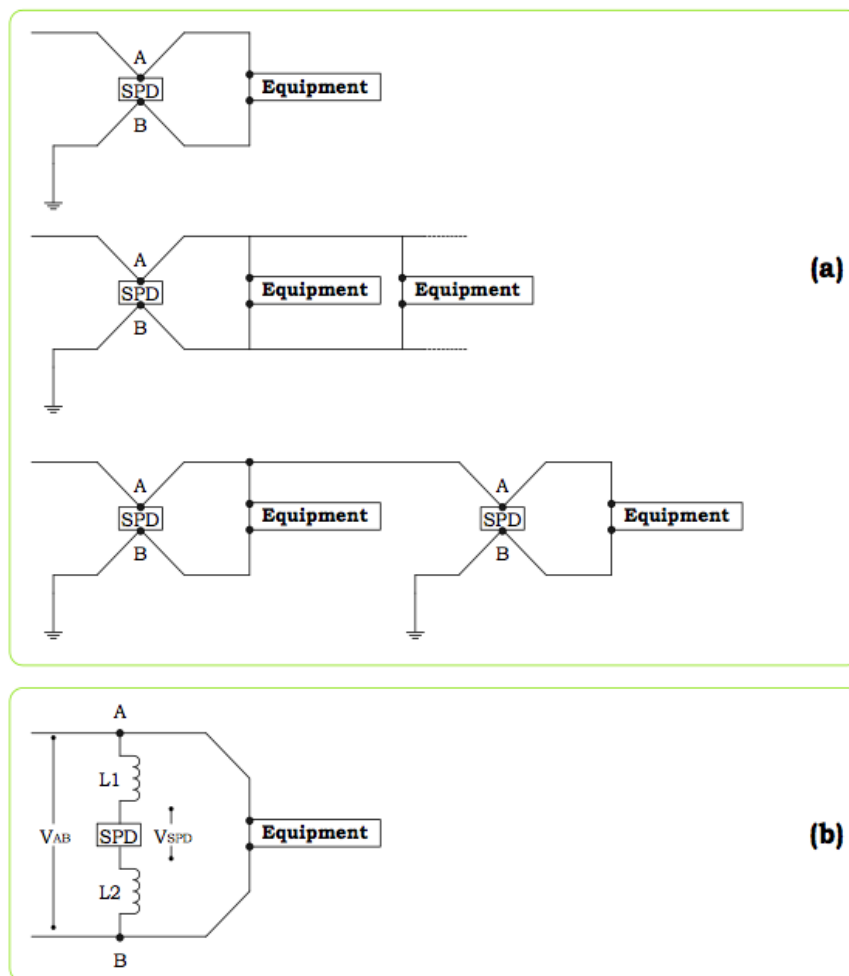 A
SPD
Equipment
B
A
SPD
Equipment
Equipment
(a)
B
A
SPD
Equipment
A
SPD
Equipment
B
B
A
L1
VAB
SPD
VSPD
Equipment
(b)
L2
B